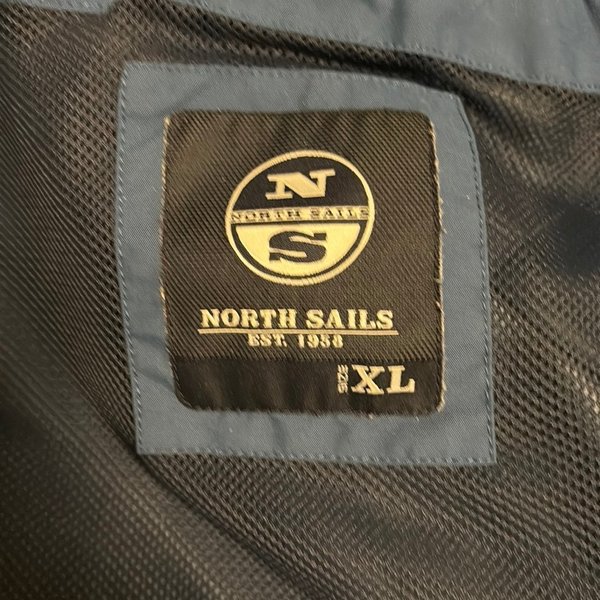 N
NORTH SAILS
S
NORTH SAILS
EST. 1958
SIZE XL